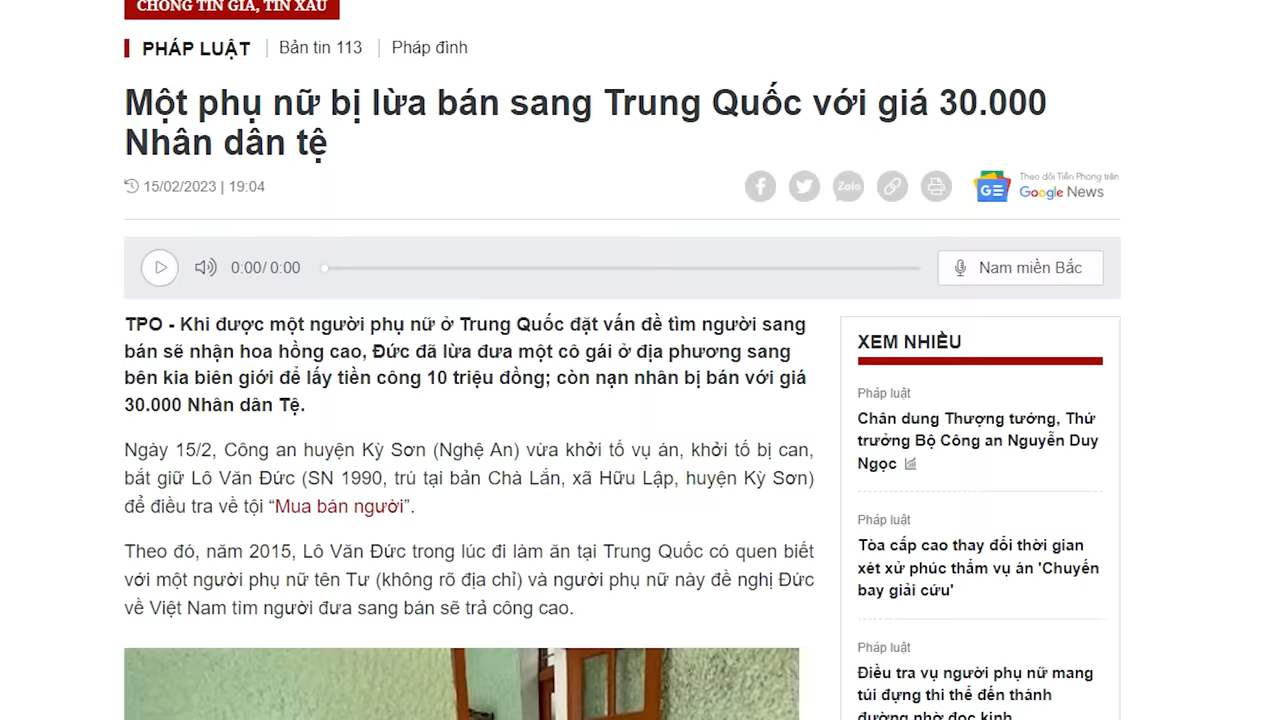 CHỐNG TIN GIẢ, TIN XẤU
PHÁP LUẬT
Bản tin 113
Pháp đình
Một phụ nữ bị lừa bán sang Trung Quốc với giá 30.000
Nhân dân tệ
15/02/2023 | 19:04
Zalo
GE
Theo dõi Tiền Phong trên
Google News
0:00/ 0:00
Nam miền Bắc
TPO - Khi được một người phụ nữ ở Trung Quốc đặt vấn đề tìm người sang
bán sẽ nhận hoa hồng cao, Đức đã lừa đưa một cô gái ở địa phương sang
bên kia biên giới để lấy tiền công 10 triệu đồng; còn nạn nhân bị bán với giá
30.000 Nhân dân Tệ.
Ngày 15/2, Công an huyện Kỳ Sơn (Nghệ An) vừa khởi tố vụ án, khởi tố bị can,
bắt giữ Lô Văn Đức (SN 1990, trú tại bản Chà Lắn, xã Hữu Lập, huyện Kỳ Sơn)
để điều tra về tội “Mua bán người”.
Theo đó, năm 2015, Lô Văn Đức trong lúc đi làm ăn tại Trung Quốc có quen biết
với một người phụ nữ tên Tư (không rõ địa chỉ) và người phụ nữ này đề nghị Đức
về Việt Nam tìm người đưa sang bán sẽ trả công cao.
XEM NHIỀU
Pháp luật
Chân dung Thượng tướng, Thứ
trưởng Bộ Công an Nguyễn Duy
Ngọc
Pháp luật
Tòa cấp cao thay đổi thời gian
xét xử phúc thẩm vụ án 'Chuyến
bay giải cứu'
Pháp luật
Điều tra vụ người phụ nữ mang
túi đựng thi thể đến thánh
đường nhờ đọc kinh